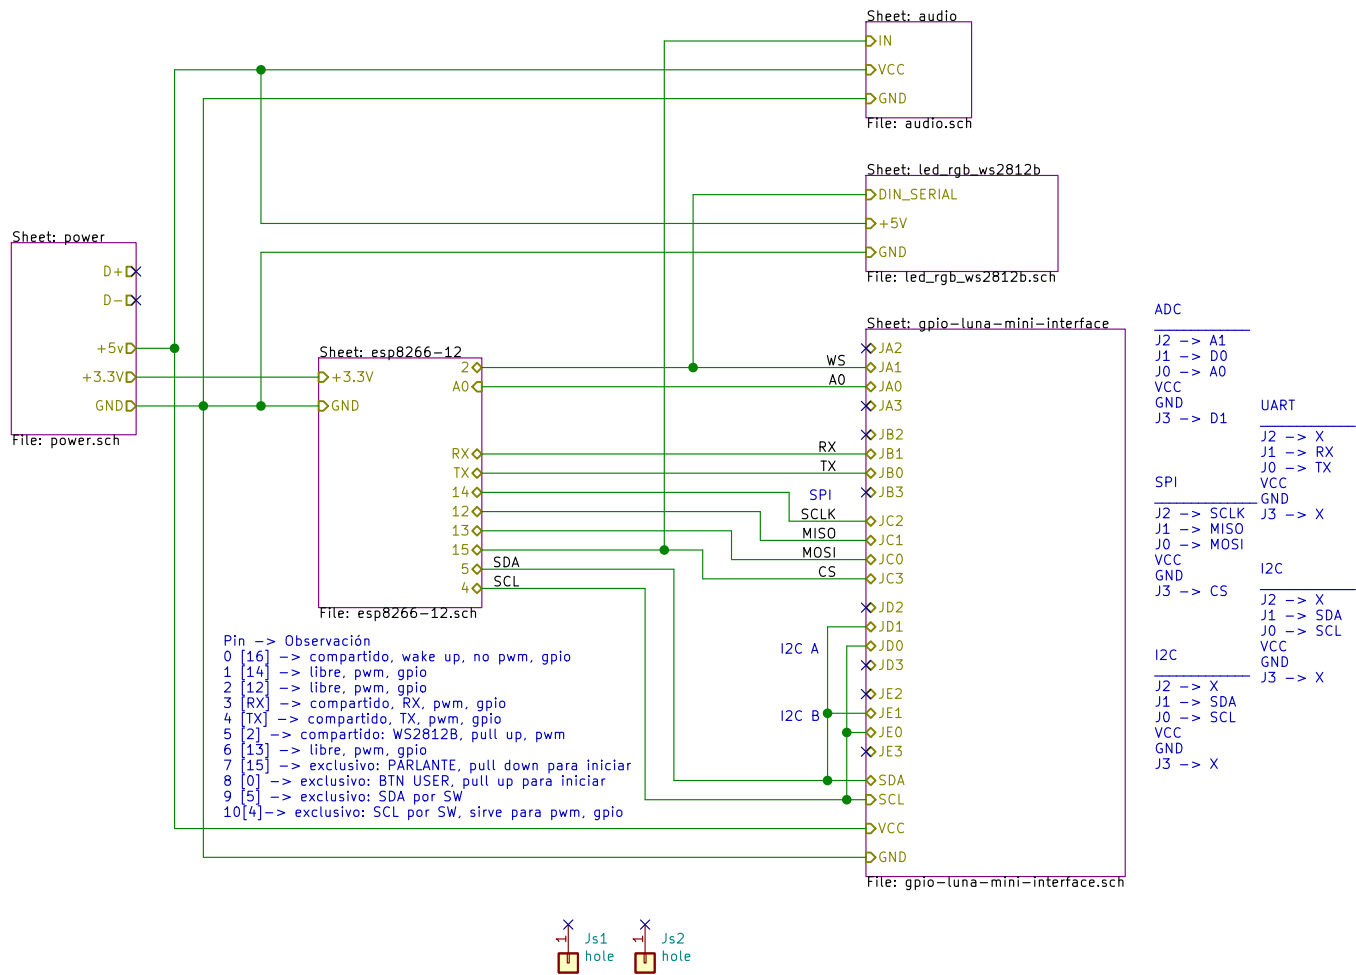 Sheet: audio
IN
VCC
GND
File: audio.sch
Sheet: led_rgb_ws2812b
DIN_SERIAL
+5V
GND
File: led_rgb_ws2812b.sch
Sheet: power
D+
D-
+5v
+3.3V
GND
File: power.sch
Sheet: esp8266-12
+3.3V
GND
2
A0
RX
TX
14
12
13
15
5
4
File: esp8266-12.sch
WS
A0
RX
TX
SPI
SCLK
MISO
MOSI
CS
SDA
SCL
I2C A
I2C B
Sheet: gpio-luna-mini-interface
JA2
JA1
JA0
JA3
JB2
JB1
JB0
JB3
JC2
JC1
JC0
JC3
JD2
JD1
JD0
JD3
JE2
JE1
JE0
JE3
SDA
SCL
VCC
GND
File: gpio-luna-mini-interface.sch
ADC
J2 -> A1
J1 -> D0
J0 -> A0
VCC
GND
J3 -> D1
UART
J2 -> X
J1 -> RX
J0 -> TX
VCC
GND
J3 -> X
SPI
J2 -> SCLK
J1 -> MISO
J0 -> MOSI
VCC
GND
J3 -> CS
I2C
J2 -> X
J1 -> SDA
J0 -> SCL
VCC
GND
J3 -> X
I2C
J2 -> X
J1 -> SDA
J0 -> SCL
VCC
GND
J3 -> X
Pin -> Observación
0 [16] -> compartido, wake up, no pwm, gpio
1 [14] -> libre, pwm, gpio
2 [12] -> libre, pwm, gpio
3 [RX] -> compartido, RX, pwm, gpio
4 [TX] -> compartido, TX, pwm, gpio
5 [2] -> compartido: WS2812B, pull up, pwm
6 [13] -> libre, pwm, gpio
7 [15] -> exclusivo: PARLANTE, pull down para iniciar
8 [0] -> exclusivo: BTN USER, pull up para iniciar
9 [5] -> exclusivo: SDA por SW
10[4]-> exclusivo: SCL por SW, sirve para pwm, gpio
1
Js1
hole
1
Js2
hole